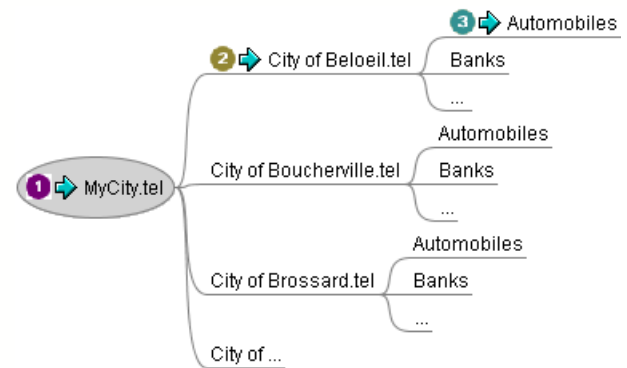 3 Automobiles
2 City of Beloeil.tel
Banks
...
Automobiles
City of Boucherville.tel
Banks
...
1 MyCity.tel
Automobiles
City of Brossard.tel
Banks
...
City of ...